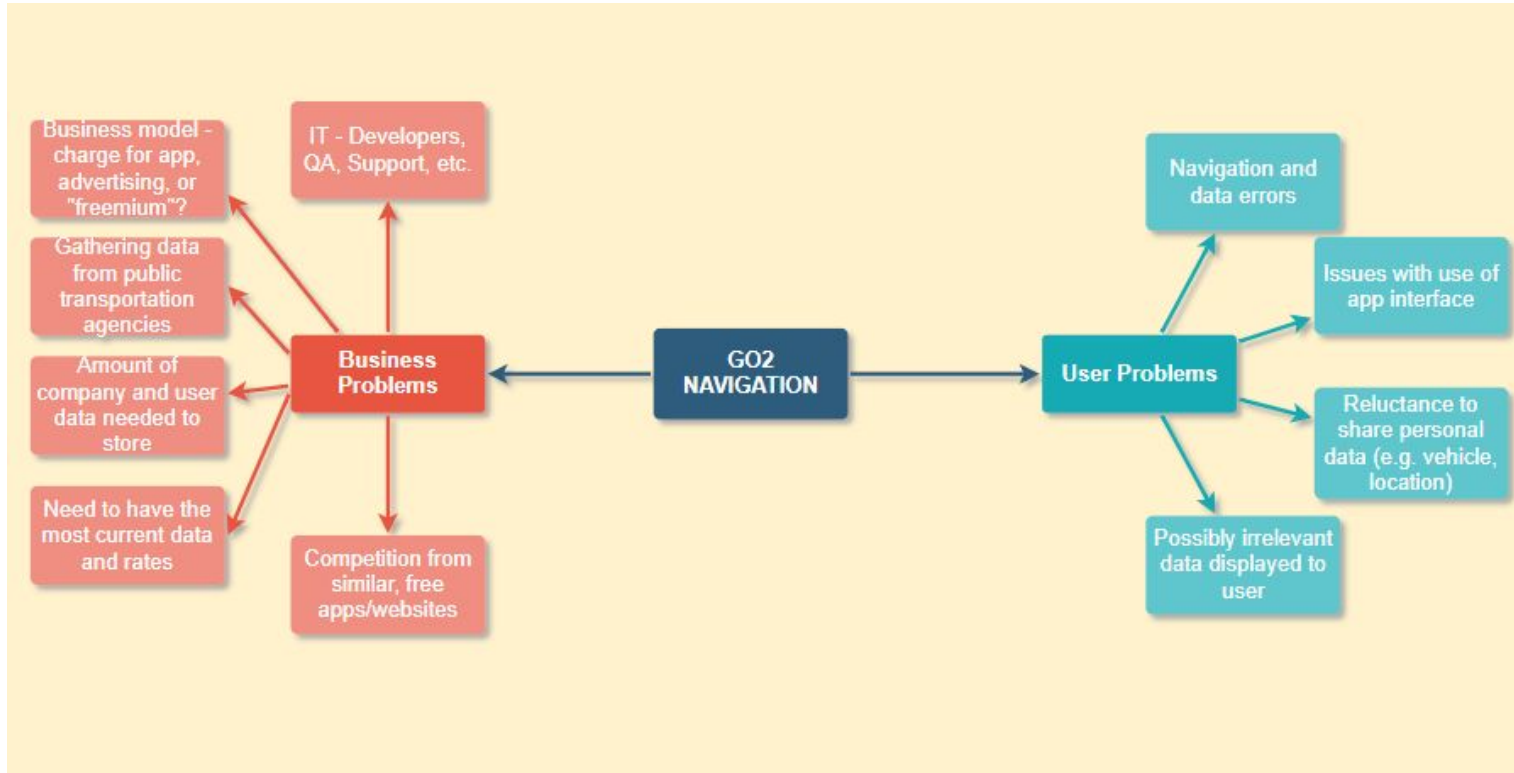 Business model -
charge for app,
advertising, or
"freemium"?
IT - Developers,
QA, Support, etc.
Gathering data
from public
transportation
agencies
Business
Problems
Amount of
company and user
data needed to
store
Need to have the
most current data
and rates
Competition from
similar, free
apps/websites
GO2
NAVIGATION
User Problems
Navigation and
data errors
Issues with use of
app interface
Reluctance to
share personal
data (e.g. vehicle,
location)
Possibly irrelevant
data displayed to
user